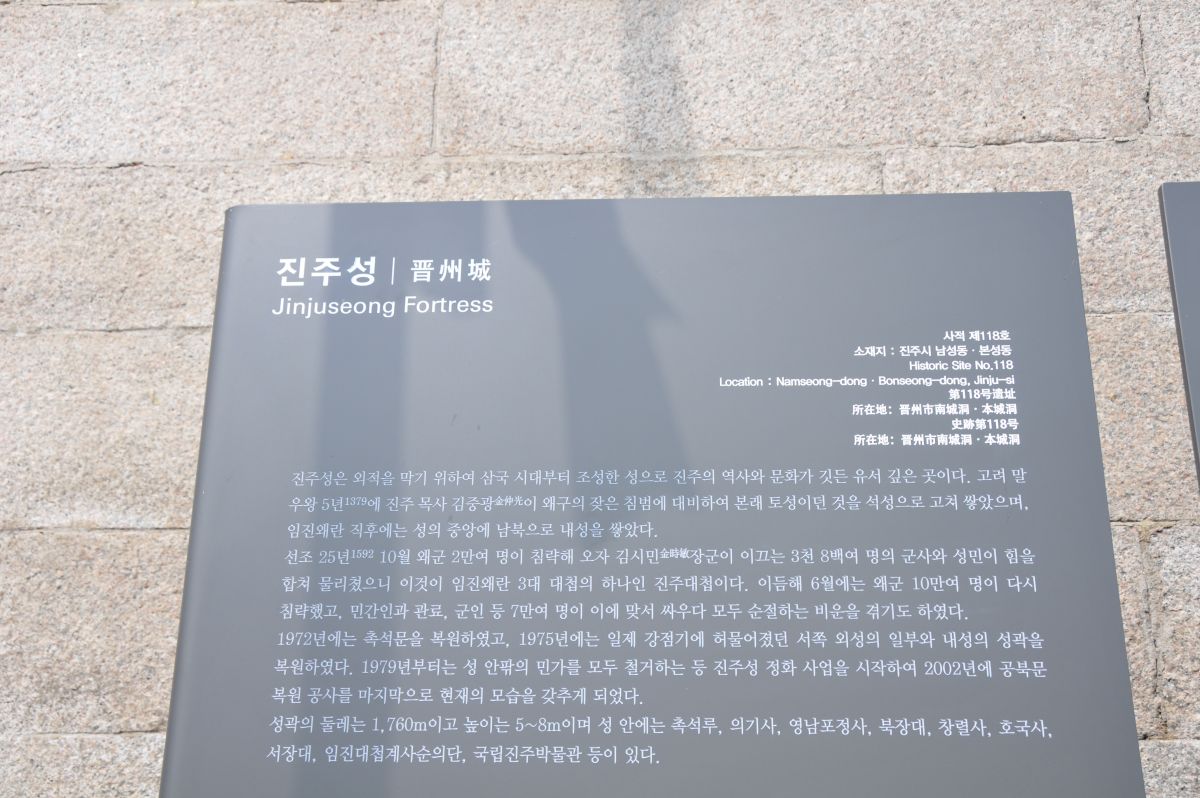 진주성 | 晋州城
Jinjuseong Fortress
사적 제118호
소재지 : 진주시 남성동 · 본성동
Historic Site No.118
Location : Namseong-dong · Bonseong-dong, Jinju-si
第118号遺址
所在地: 晋州市南城洞 · 本城洞
史跡第118号
所在地: 晋州市南城洞 · 本城洞
진주성은 외적을 막기 위하여 삼국 시대부터 조성한 성으로 진주의 역사와 문화가 깃든 유서 깊은 곳이다. 고려 말
우왕 5년1379에 진주 목사 김중광金仲光이 왜구의 잦은 침범에 대비하여 본래 토성이던 것을 석성으로 고쳐 쌓았으며,
임진왜란 직후에는 성의 중앙에 남북으로 내성을 쌓았다.
선조 25년1592 10월 왜군 2만여 명이 침략해 오자 김시민金時敏장군이 이끄는 3천 8백여 명의 군사와 성민이 힘을
합쳐 물리쳤으니 이것이 임진왜란 3대 대첩의 하나인 진주대첩이다. 이듬해 6월에는 왜군 10만여 명이 다시
침략했고, 민간인과 관료, 군인 등 7만여 명이 이에 맞서 싸우다 모두 순절하는 비운을 겪기도 하였다.
1972년에는 촉석문을 복원하였고, 1975년에는 일제 강점기에 허물어졌던 서쪽 외성의 일부와 내성의 성곽을
복원하였다. 1979년부터는 성 안팎의 민가를 모두 철거하는 등 진주성 정화 사업을 시작하여 2002년에 공북문
복원 공사를 마지막으로 현재의 모습을 갖추게 되었다.
성곽의 둘레는 1,760m이고 높이는 5~8m이며 성 안에는 촉석루, 의기사, 영남포정사, 북장대, 창렬사, 호국사,
서장대, 임진대첩계사순의단, 국립진주박물관 등이 있다.